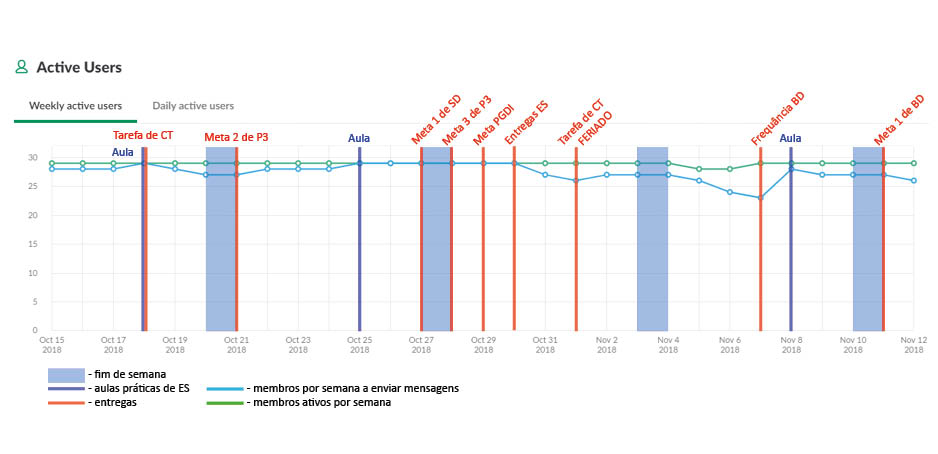 Active Users
Weekly active users
Daily active users
Tarefa de CT
Aula
Meta 2 de P3
Aula
Meta 1 de SD
Meta 3 de P3
Meta PGDI
Entregas ES
Tarefa de CT
FERIADO
Frequância BD
Aula
Meta 1 de BD
30
25
20
15
10
5
0
Oct 15 2018
Oct 17 2018
Oct 19 2018
Oct 21 2018
Oct 23 2018
Oct 25 2018
Oct 27 2018
Oct 29 2018
Oct 31 2018
Nov 2 2018
Nov 4 2018
Nov 6 2018
Nov 8 2018
Nov 10 2018
Nov 12 2018
- fim de semana
- aulas práticas de ES
- membros por semana a enviar mensagens
- entregas
- membros ativos por semana